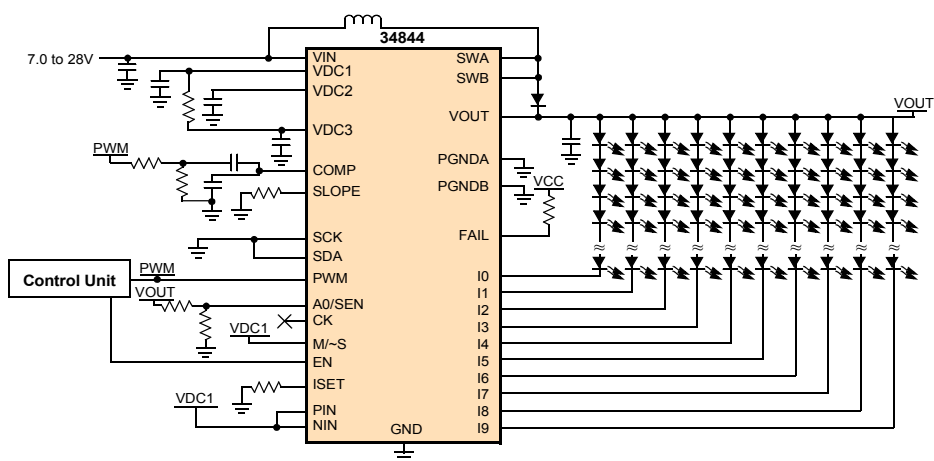 34844
7.0 to 28V
VIN
VDC1
VDC2
VDC3
COMP
SLOPE
SCK
SDA
PWM
A0/SEN
CK
M/~S
EN
ISET
PIN
NIN
GND
SWA
SWB
VOUT
PGNDA
PGNDB
FAIL
I0
I1
I2
I3
I4
I5
I6
I7
I8
I9
PWM
Control Unit
PWM
VOUT
VDC1
VDC1
VCC
VOUT